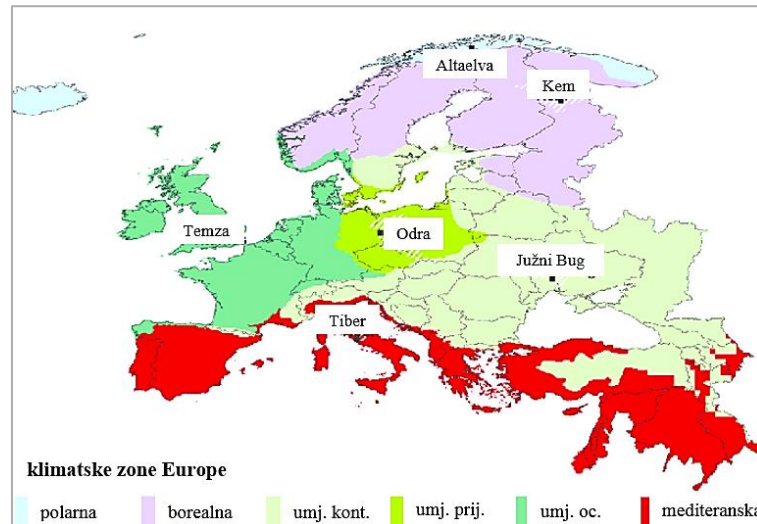 Altaelva
Kem
Temza
Odra
Južni Bug
Tiber
klimatske zone Europe
polarna
borealna
umj. kont.
umj. prij.
umj. oc.
mediteranska